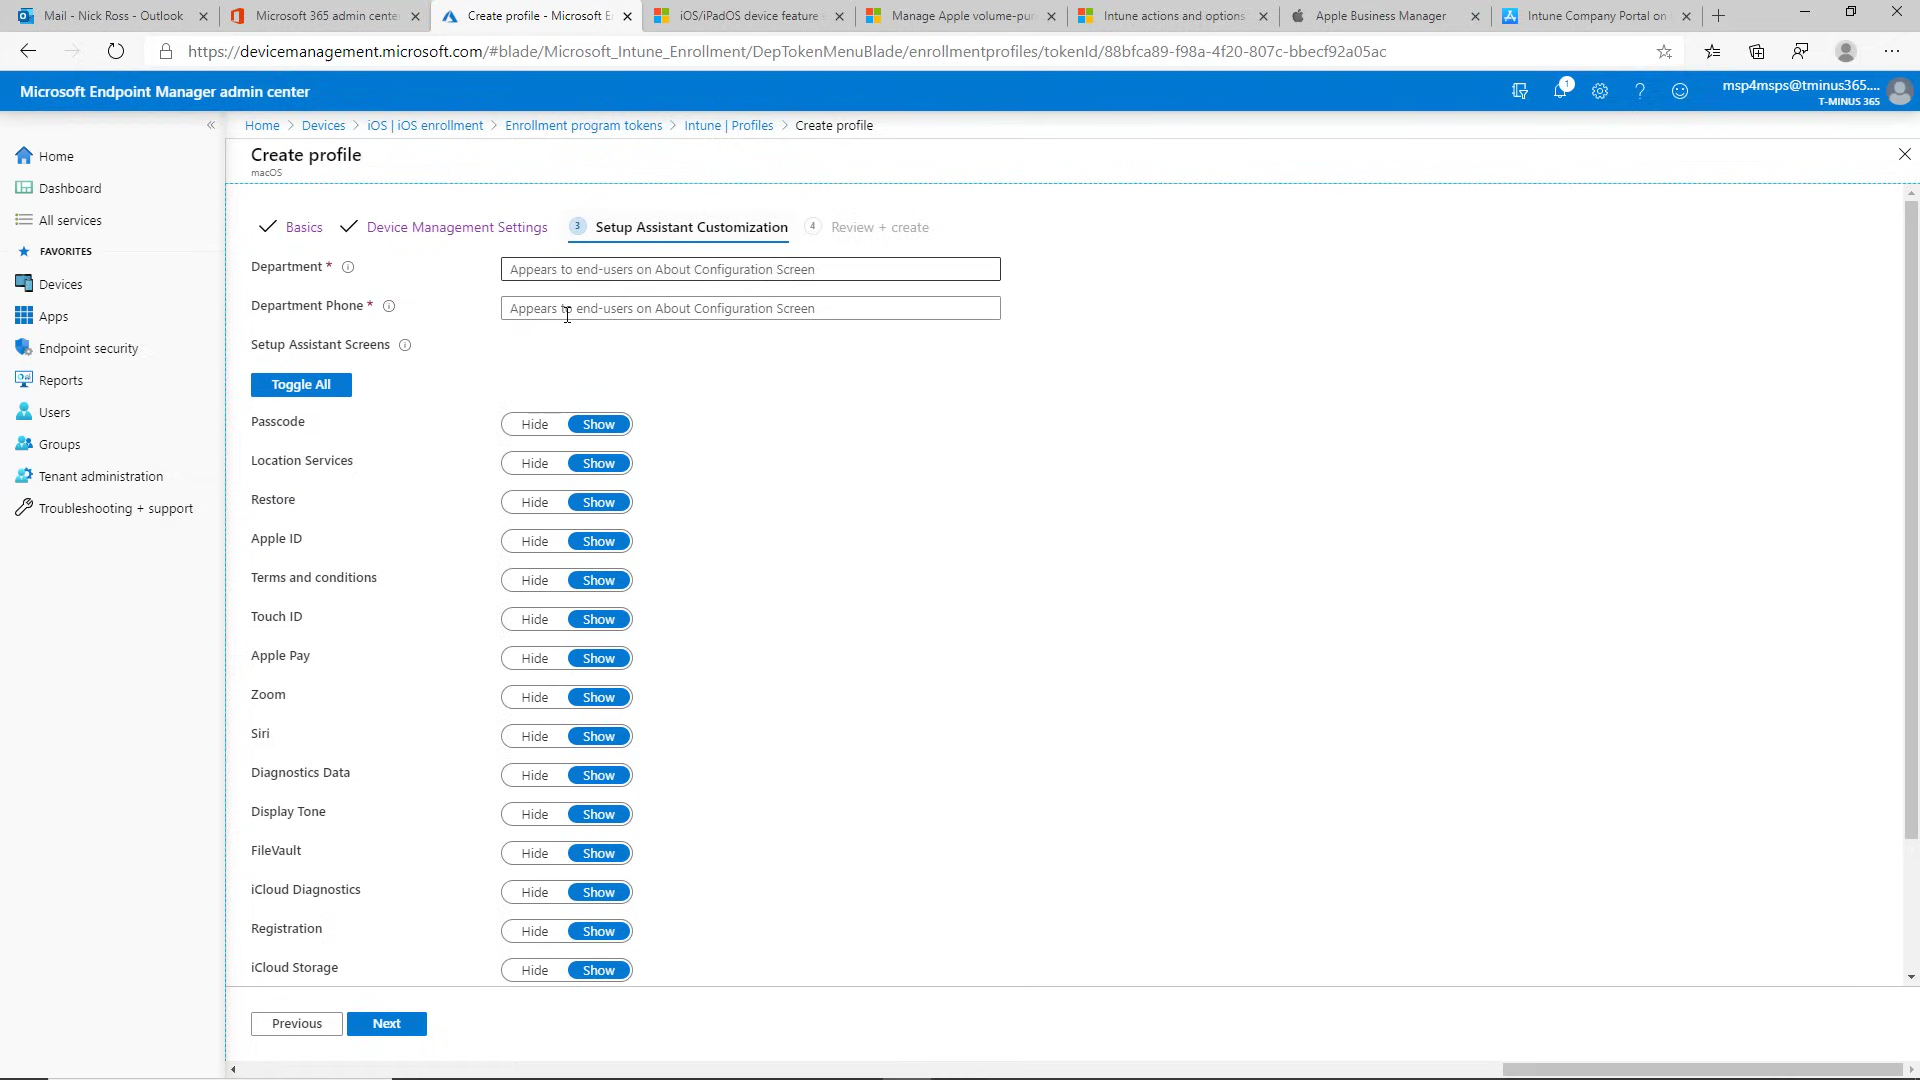 Mail - Nick Ross - Outlook
Microsoft 365 admin center
Create profile - Microsoft E
iOS/iPadOS device feature s
Manage Apple volume-pur
Intune actions and options
Apple Business Manager
Intune Company Portal on
https://devicemanagement.microsoft.com/#blade/Microsoft_Intune_Enrollment/DepTokenMenuBlade/enrollmentprofiles/tokenId/88bfca89-f98a-4f20-807c-bbecf92a05ac
Microsoft Endpoint Manager admin center
1
msp4msps@tminus365....
T-MINUS 365
Home > Devices > iOS | iOS enrollment > Enrollment program tokens > Intune | Profiles > Create profile
Home
Dashboard
All services
FAVORITES
Devices
Apps
Endpoint security
Reports
Users
Groups
Tenant administration
Troubleshooting + support
Create profile
macOS
Basics
Device Management Settings
3 Setup Assistant Customization
4 Review + create
Department *
Appears to end-users on About Configuration Screen
Department Phone *
Appears to end-users on About Configuration Screen
Setup Assistant Screens
Toggle All
Passcode Hide Show
Location Services Hide Show
Restore Hide Show
Apple ID Hide Show
Terms and conditions Hide Show
Touch ID Hide Show
Apple Pay Hide Show
Zoom Hide Show
Siri Hide Show
Diagnostics Data Hide Show
Display Tone Hide Show
FileVault Hide Show
iCloud Diagnostics Hide Show
Registration Hide Show
iCloud Storage Hide Show
Previous Next